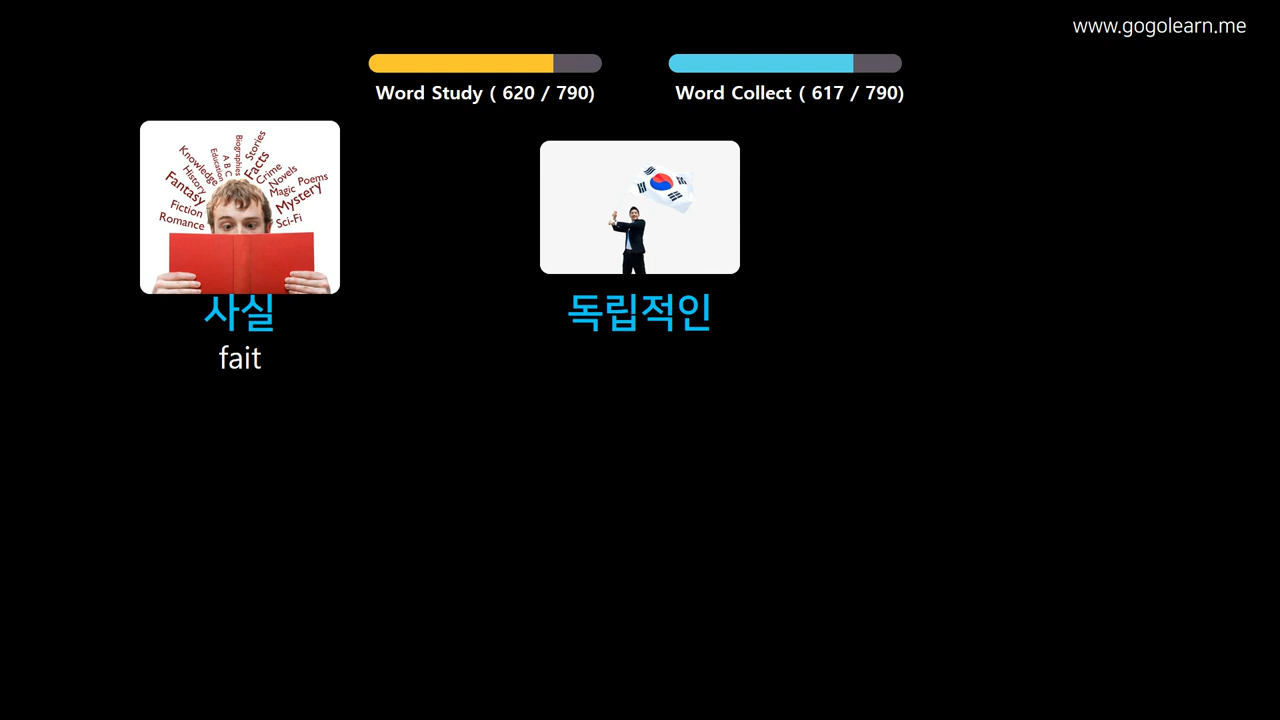 www.gogolearn.me
Word Study ( 620 / 790)
Word Collect ( 617 / 790)
Biographies
Stories
A B C
Facts
Education
Crime
Knowledge
Novels
History
Magic
Poems
Fantasy
Mystery
Fiction
Sci-Fi
Romance
사실
fait
독립적인